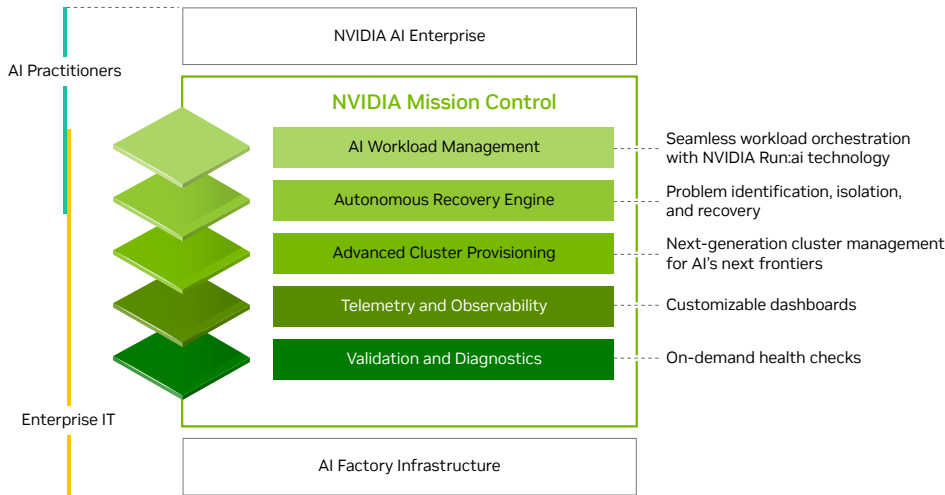 NVIDIA AI Enterprise
AI Practitioners
NVIDIA Mission Control
AI Workload Management
Seamless workload orchestration
with NVIDIA Run:ai technology
Autonomous Recovery Engine
Problem identification, isolation,
and recovery
Advanced Cluster Provisioning
Next-generation cluster management
for AI’s next frontiers
Telemetry and Observability
Customizable dashboards
Validation and Diagnostics
On-demand health checks
Enterprise IT
AI Factory Infrastructure